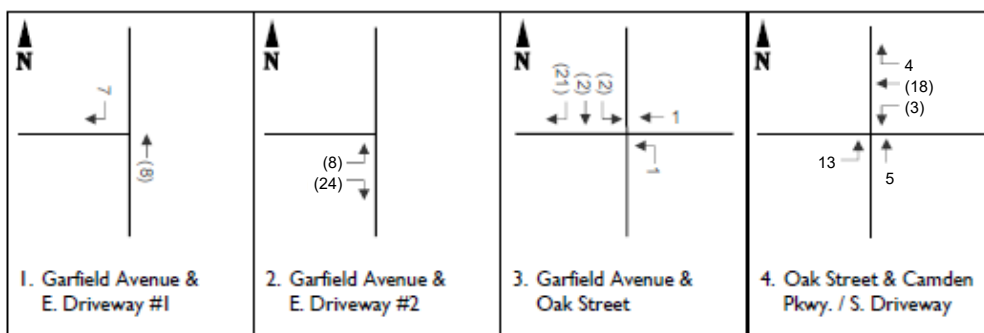 N
7
(8)
1. Garfield Avenue &
E. Driveway #1
N
(8)
(24)
2. Garfield Avenue &
E. Driveway #2
N
(21)
(2)
(2)
1
1
3. Garfield Avenue &
Oak Street
N
4
(18)
(3)
13
5
4. Oak Street & Camden
Pkwy. / S. Driveway